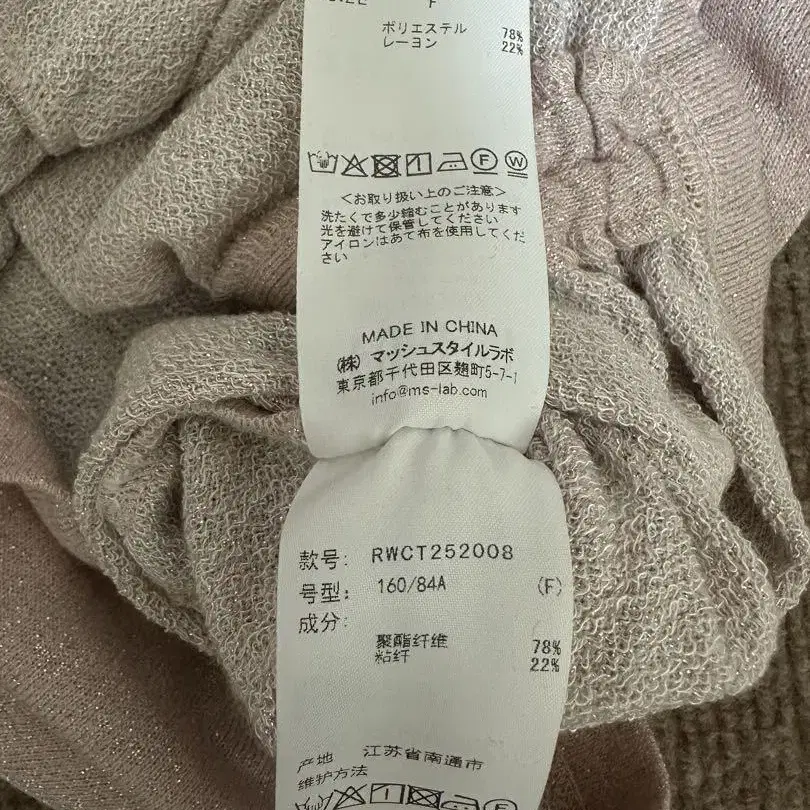 SIZE F
ポリエステル 78%
レーヨン 22%
F W
<お取り扱い上のご注意>
洗たくで多少縮むことがあります
光を避けて保管してください
アイロンはあて布を使用してくだ
さい
MADE IN CHINA
(株) マッシュスタイルラボ
東京都千代田区麹町5-7-1
info@ms-lab.com
款号: RWCT252008
号型: 160/84A (F)
成分:
聚酯纤维 78%
粘纤 22%
产地 江苏省南通市
维护方法
F